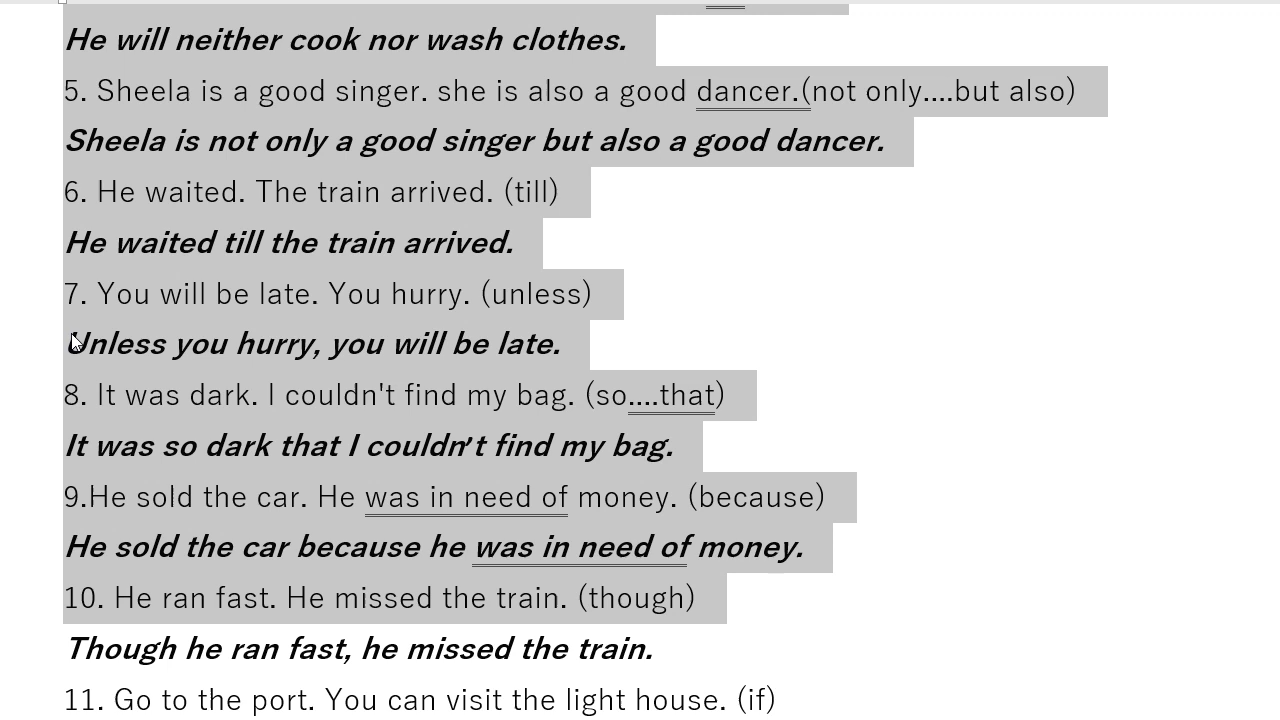 He will neither cook nor wash clothes.
5. Sheela is a good singer. she is also a good dancer.(not only....but also)
Sheela is not only a good singer but also a good dancer.
6. He waited. The train arrived. (till)
He waited till the train arrived.
7. You will be late. You hurry. (unless)
Unless you hurry, you will be late.
8. It was dark. I couldn't find my bag. (so....that)
It was so dark that I couldn’t find my bag.
9.He sold the car. He was in need of money. (because)
He sold the car because he was in need of money.
10. He ran fast. He missed the train. (though)
Though he ran fast, he missed the train.
11. Go to the port. You can visit the light house. (if)